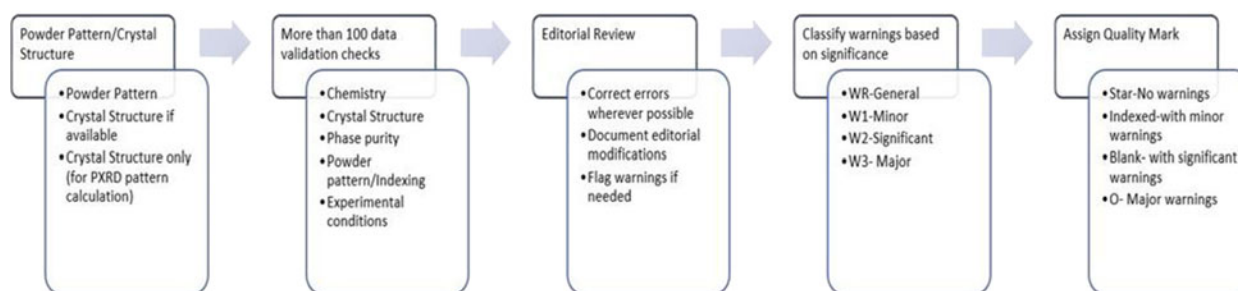 Powder Pattern/Crystal
Structure
•Powder Pattern
•Crystal Structure if
available
•Crystal Structure only
(for PXRD pattern
calculation)
More than 100 data
validation checks
•Chemistry
•Crystal Structure
•Phase purity
•Powder
pattern/Indexing
•Experimental
conditions
Editorial Review
•Correct errors
wherever possible
•Document editorial
modifications
•Flag warnings if
needed
Classify warnings based
on significance
•WR-General
•W1-Minor
•W2-Significant
•W3- Major
Assign Quality Mark
•Star-No warnings
•Indexed-with minor
warnings
•Blank- with significant
warnings
•O- Major warnings